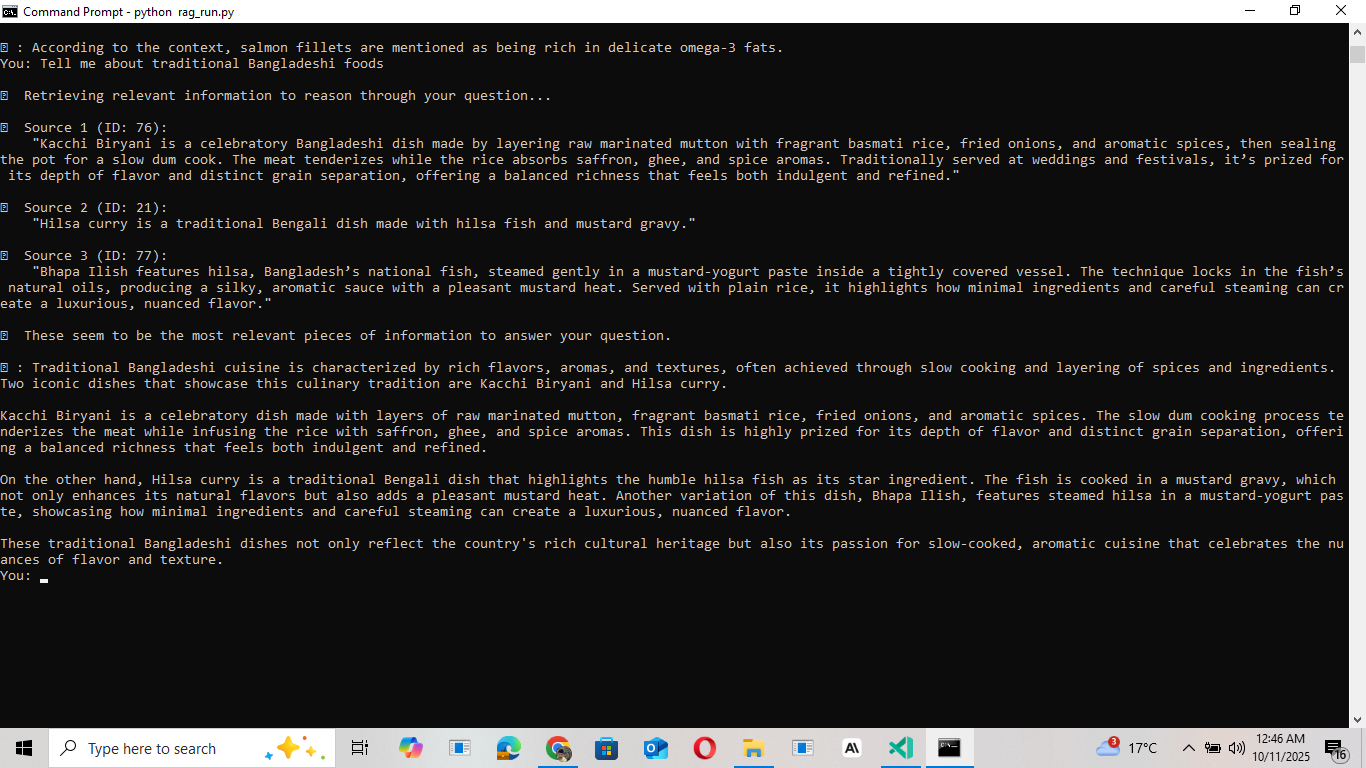 Command Prompt - python  rag_run.py
: According to the context, salmon fillets are mentioned as being rich in delicate omega-3 fats.
You: Tell me about traditional Bangladeshi foods
Retrieving relevant information to reason through your question...
Source 1 (ID: 76):
"Kacchi Biryani is a celebratory Bangladeshi dish made by layering raw marinated mutton with fragrant basmati rice, fried onions, and aromatic spices, then sealing
the pot for a slow dum cook. The meat tenderizes while the rice absorbs saffron, ghee, and spice aromas. Traditionally served at weddings and festivals, it’s prized for
its depth of flavor and distinct grain separation, offering a balanced richness that feels both indulgent and refined."
Source 2 (ID: 21):
"Hilsa curry is a traditional Bengali dish made with hilsa fish and mustard gravy."
Source 3 (ID: 77):
"Bhapa Ilish features hilsa, Bangladesh’s national fish, steamed gently in a mustard-yogurt paste inside a tightly covered vessel. The technique locks in the fish’s
natural oils, producing a silky, aromatic sauce with a pleasant mustard heat. Served with plain rice, it highlights how minimal ingredients and careful steaming can cr
eate a luxurious, nuanced flavor."
These seem to be the most relevant pieces of information to answer your question.
: Traditional Bangladeshi cuisine is characterized by rich flavors, aromas, and textures, often achieved through slow cooking and layering of spices and ingredients.
Two iconic dishes that showcase this culinary tradition are Kacchi Biryani and Hilsa curry.
Kacchi Biryani is a celebratory dish made with layers of raw marinated mutton, fragrant basmati rice, fried onions, and aromatic spices. The slow dum cooking process te
nderizes the meat while infusing the rice with saffron, ghee, and spice aromas. This dish is highly prized for its depth of flavor and distinct grain separation, offeri
ng a balanced richness that feels both indulgent and refined.
On the other hand, Hilsa curry is a traditional Bengali dish that highlights the humble hilsa fish as its star ingredient. The fish is cooked in a mustard gravy, which
not only enhances its natural flavors but also adds a pleasant mustard heat. Another variation of this dish, Bhapa Ilish, features steamed hilsa in a mustard-yogurt pas
te, showcasing how minimal ingredients and careful steaming can create a luxurious, nuanced flavor.
These traditional Bangladeshi dishes not only reflect the country's rich cultural heritage but also its passion for slow-cooked, aromatic cuisine that celebrates the nu
ances of flavor and texture.
You:
Type here to search
3
17°C
12:46 AM
10/11/2025
16